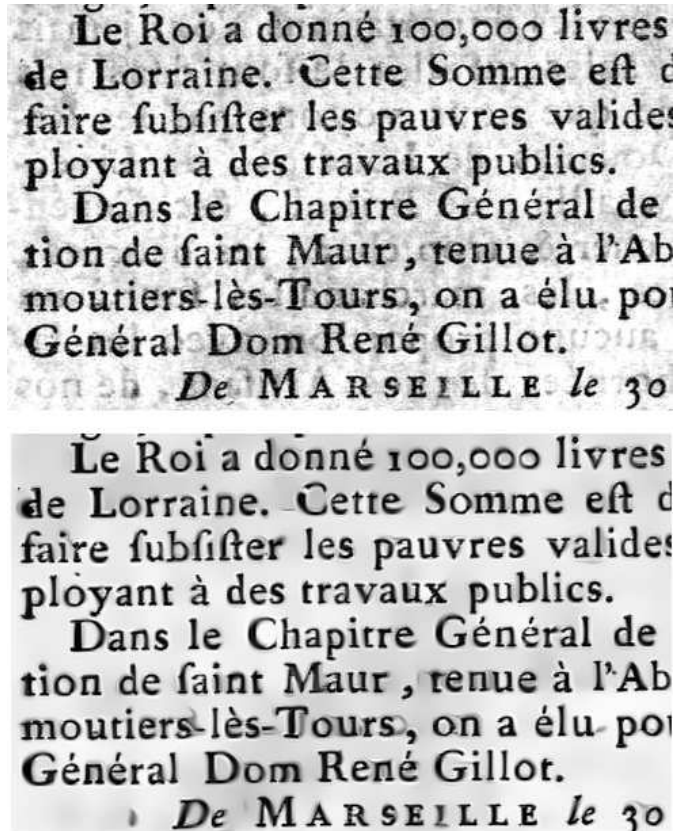 Le Roi a donné 100,000 livres
de Lorraine. Cette Somme eſt d
faire ſubſiſter les pauvres valides
ployant à des travaux publics.
Dans le Chapitre Général de
tion de ſaint Maur, tenue à l'Ab
moutiers-lès-Tours, on a élu pou
Général Dom René Gillot.
De MARSEILLE le 30
Le Roi a donné 100,000 livres
de Lorraine. Cette Somme eſt d
faire ſubſiſter les pauvres valides
ployant à des travaux publics.
Dans le Chapitre Général de
tion de ſaint Maur, tenue à l'Ab
moutiers-lès-Tours, on a élu pou
Général Dom René Gillot.
De MARSEILLE le 30